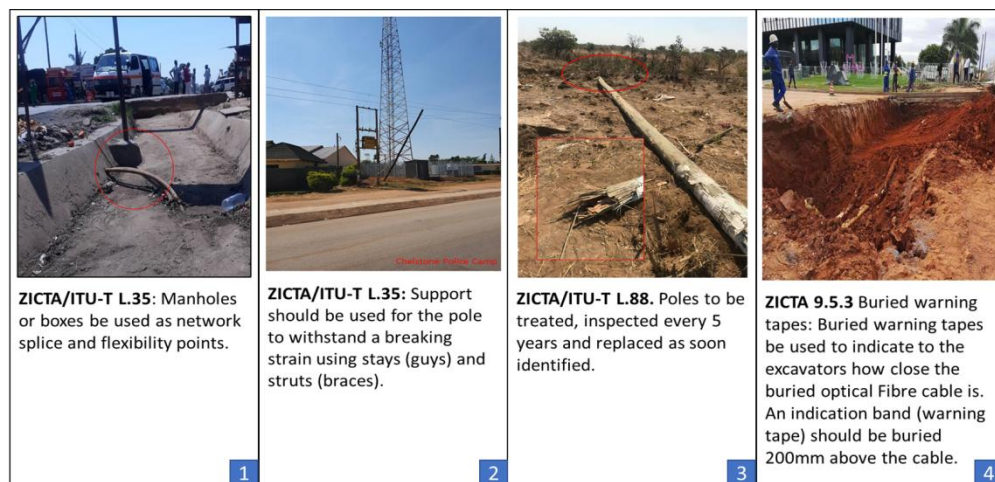 Chelstone Police Camp
ZICTA/ITU-T L.35: Manholes
or boxes be used as network
splice and flexibility points.
1
ZICTA/ITU-T L.35: Support
should be used for the pole
to withstand a breaking
strain using stays (guys) and
struts (braces).
2
ZICTA/ITU-T L.88. Poles to be
treated, inspected every 5
years and replaced as soon
identified.
3
ZICTA 9.5.3 Buried warning
tapes: Buried warning tapes
be used to indicate to the
excavators how close the
buried optical Fibre cable is.
An indication band (warning
tape) should be buried
200mm above the cable.
4